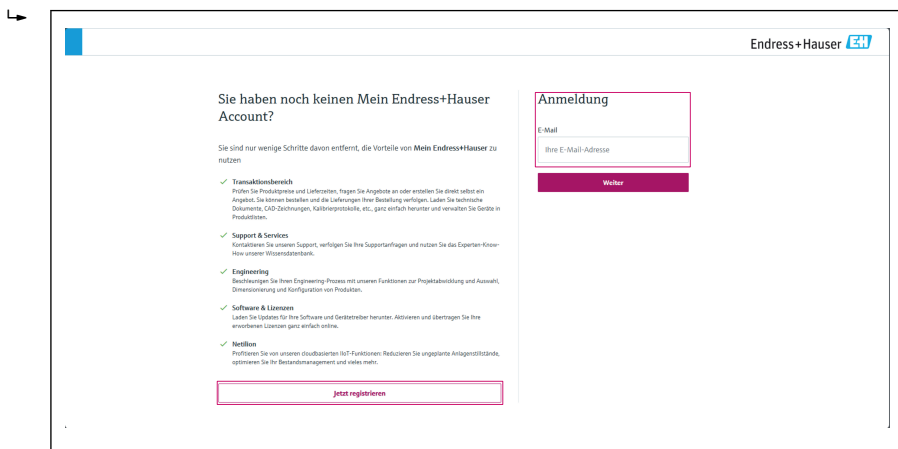 Endress+Hauser EH
Sie haben noch keinen Mein Endress+Hauser
Account?
Sie sind nur wenige Schritte davon entfernt, die Vorteile von Mein Endress+Hauser zu
nutzen
Transaktionsbereich
Prüfen Sie Produktpreise und Lieferzeiten, fragen Sie Angebote an oder erstellen Sie direkt selbst ein
Angebot. Sie können bestellen und die Lieferungen Ihrer Bestellung verfolgen. Laden Sie technische
Dokumente, CAD-Zeichnungen, Kalibrierprotokolle, etc., ganz einfach herunter und verwalten Sie Geräte in
Produktlisten.
Support & Services
Kontaktieren Sie unseren Support, verfolgen Sie Ihre Supportanfragen und nutzen Sie das Experten-Know-
How unserer Wissensdatenbank.
Engineering
Beschleunigen Sie Ihren Engineering-Prozess mit unseren Funktionen zur Projektabwicklung und Auswahl,
Dimensionierung und Konfiguration von Produkten.
Software & Lizenzen
Laden Sie Updates für Ihre Software und Gerätetreiber herunter. Aktivieren und übertragen Sie Ihre
erworbenen Lizenzen ganz einfach online.
Netilion
Profitieren Sie von unseren cloudbasierten IIoT-Funktionen: Reduzieren Sie ungeplante Anlagenstillstände,
optimieren Sie Ihr Bestandsmanagement und vieles mehr.
Jetzt registrieren
Anmeldung
E-Mail
Ihre E-Mail-Adresse
Weiter